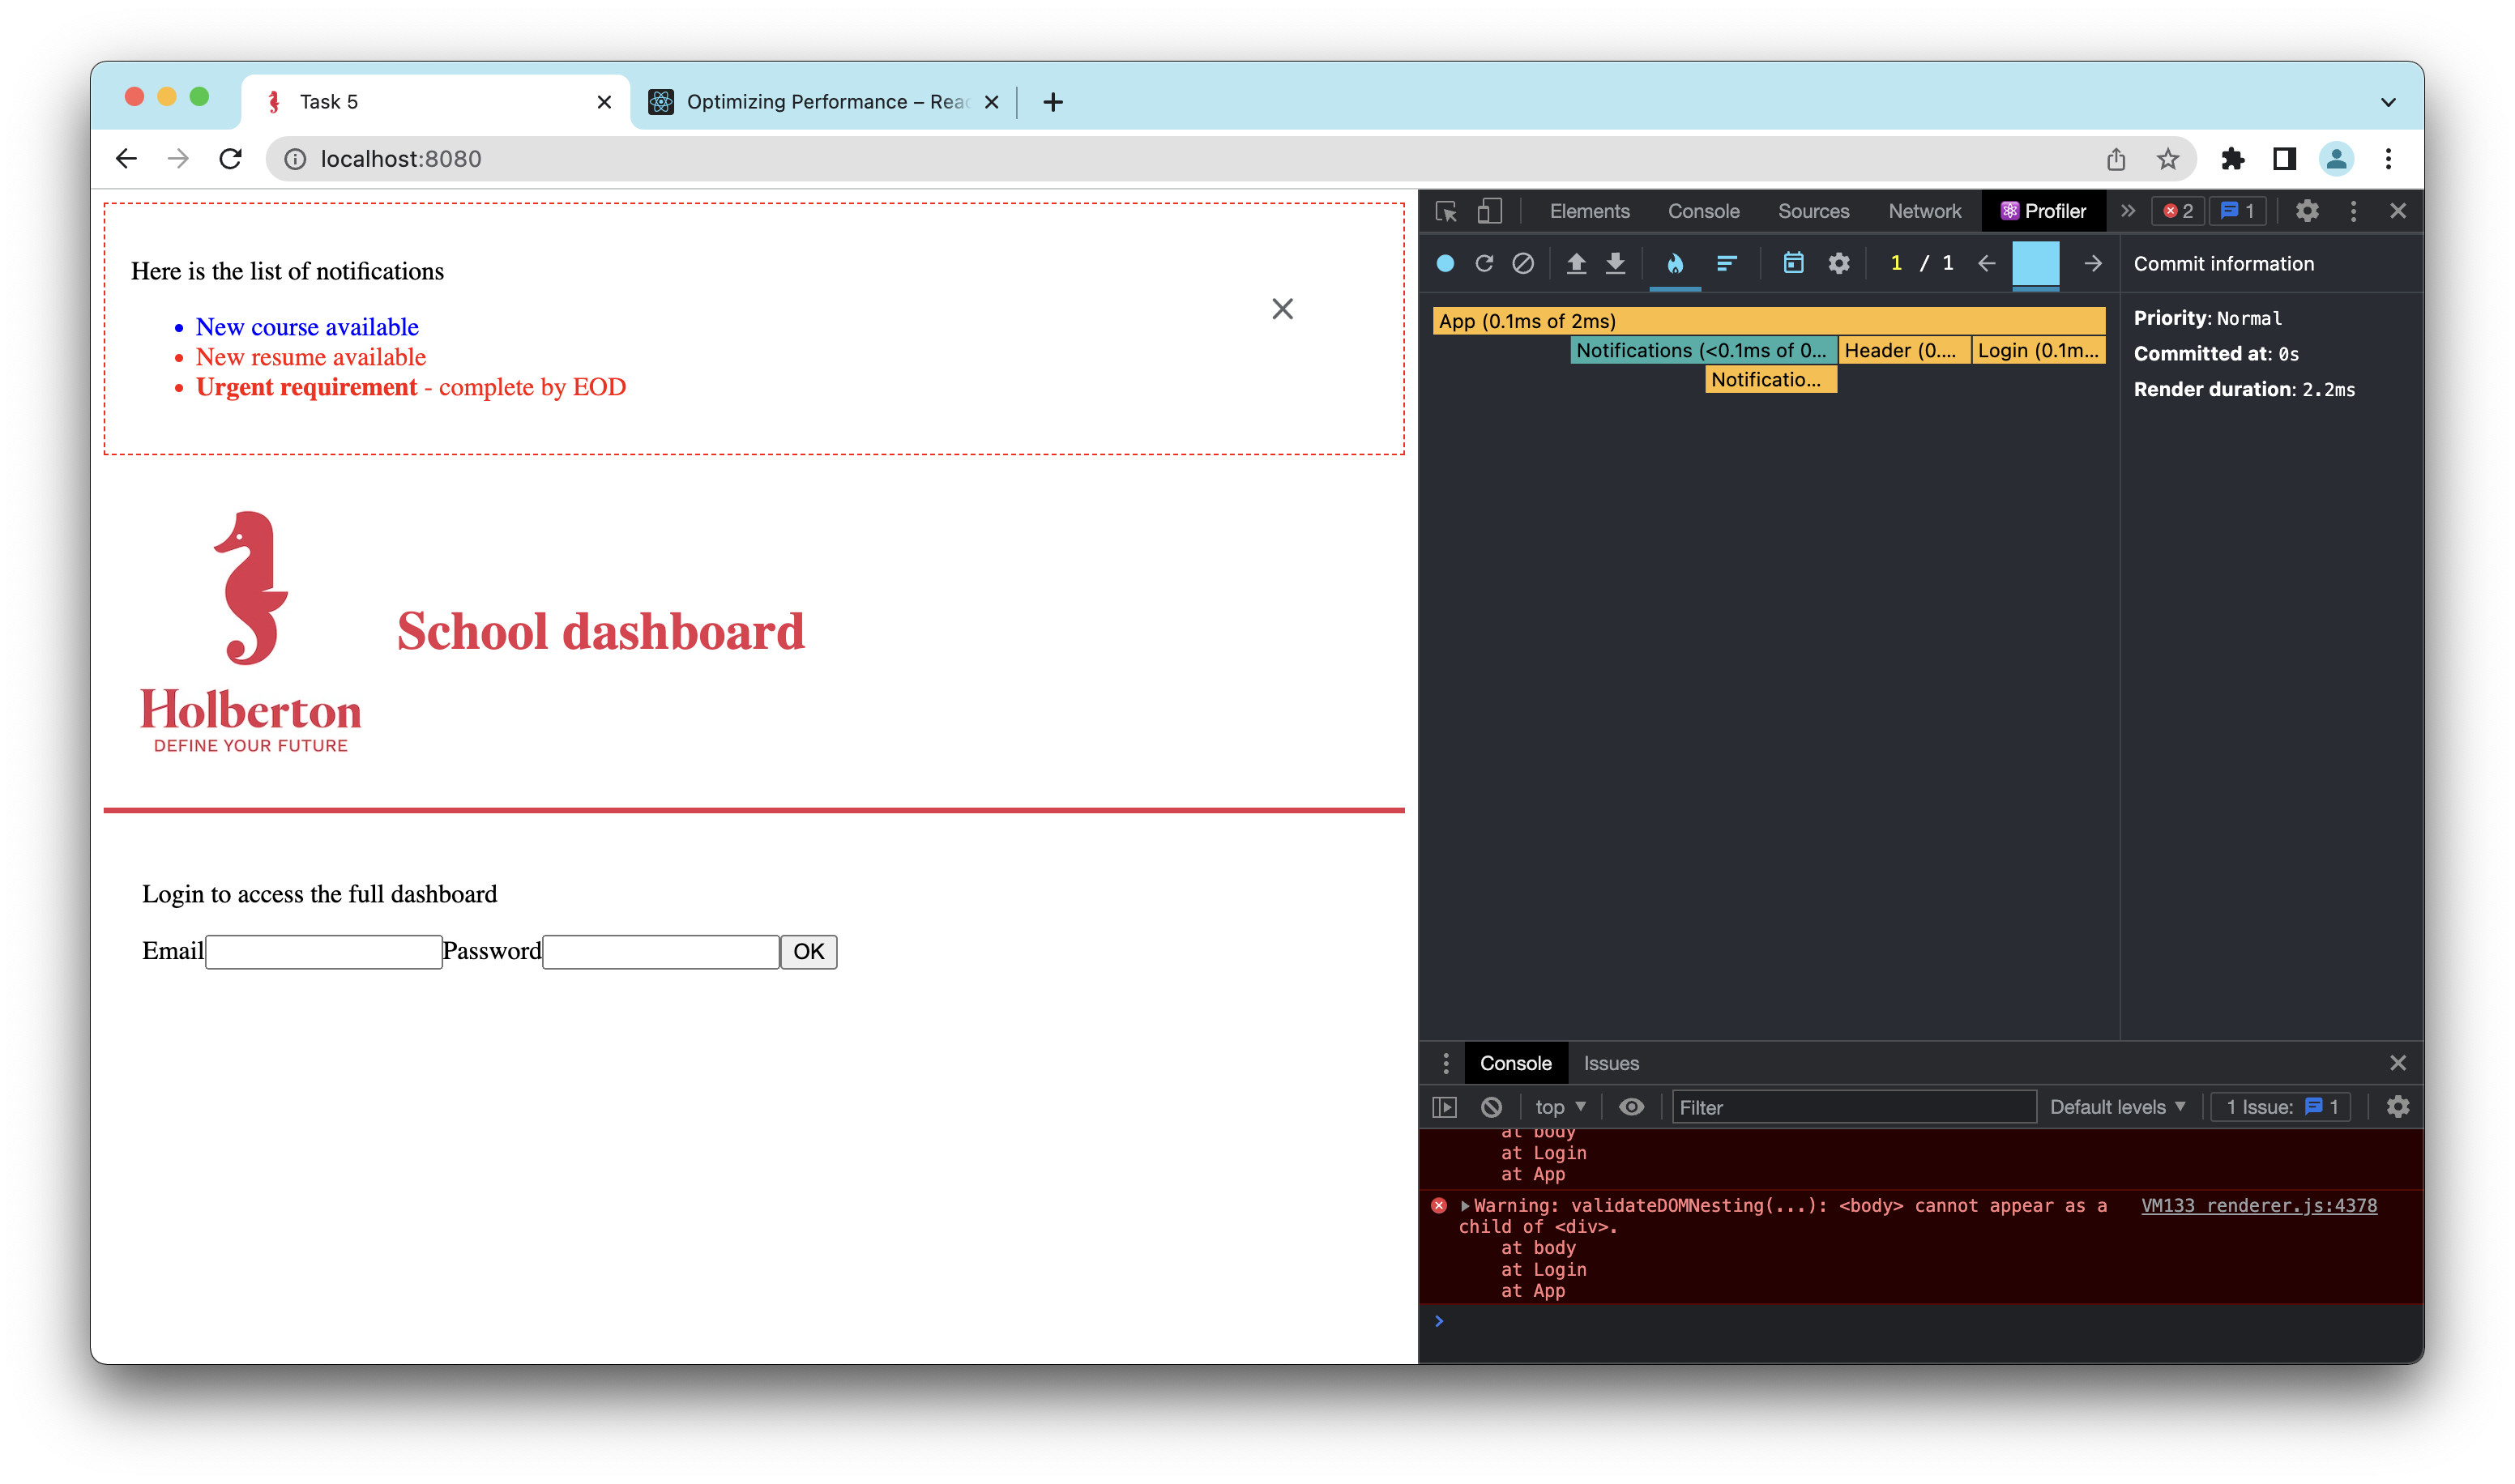 Task 5
Optimizing Performance – Reac
localhost:8080
Here is the list of notifications
New course available
New resume available
Urgent requirement - complete by EOD
Holberton
DEFINE YOUR FUTURE
School dashboard
Login to access the full dashboard
Email Password OK
Elements Console Sources Network Profiler 2 1
1 / 1
Commit information
App (0.1ms of 2ms)
Notifications (<0.1ms of 0... Header (0.... Login (0.1m...
Notificatio...
Priority: Normal
Committed at: 0s
Render duration: 2.2ms
Console Issues
top Filter Default levels 1 Issue: 1
at body
at Login
at App
Warning: validateDOMNesting(...): <body> cannot appear as a VM133 renderer.js:4378
child of <div>.
at body
at Login
at App